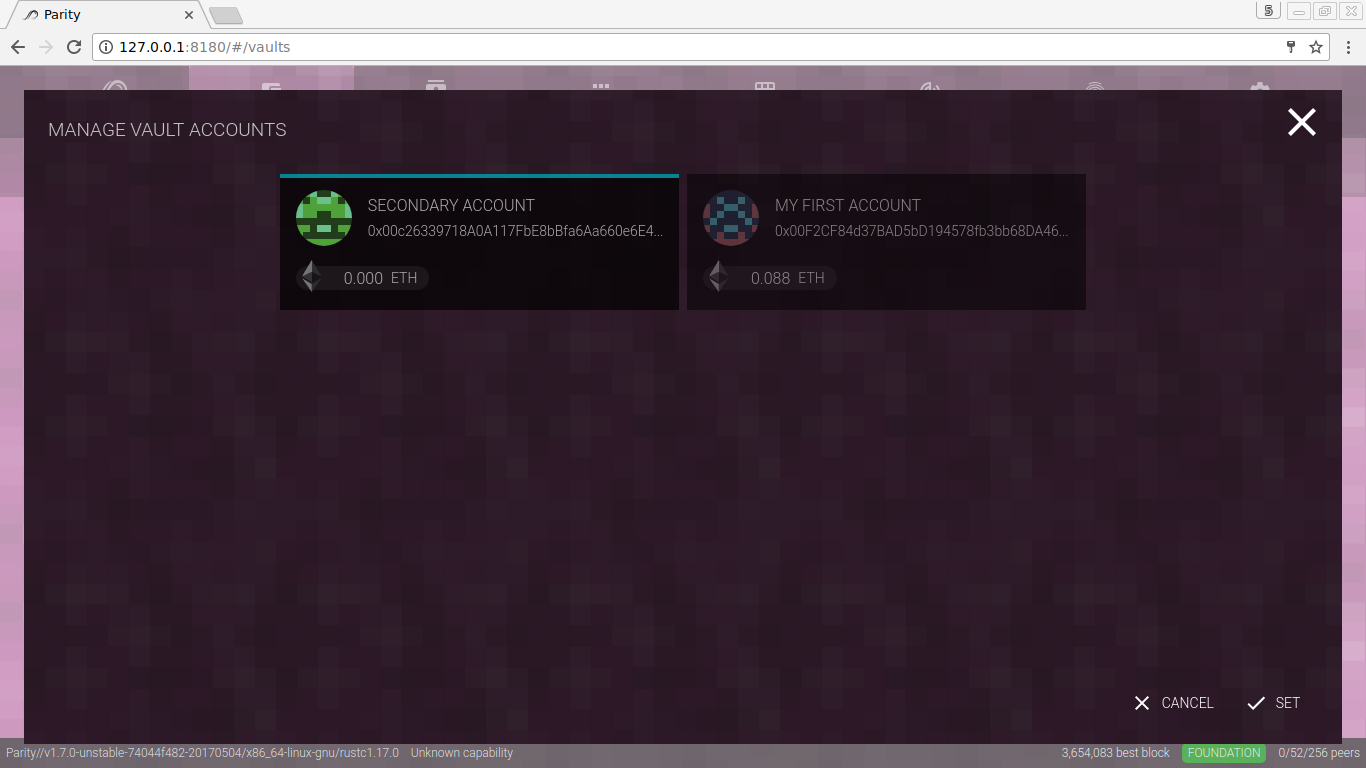 Parity
5
127.0.0.1:8180/#/vaults
MANAGE VAULT ACCOUNTS
SECONDARY ACCOUNT
0x00c26339718A0A117FbE8bBfa6Aa660e6E4...
0.000 ETH
MY FIRST ACCOUNT
0x00F2CF84d37BAD5bD194578fb3bb68DA46...
0.088 ETH
CANCEL
SET
Parity//v1.7.0-unstable-74044f482-20170504/x86_64-linux-gnu/rustc1.17.0
Unknown capability
3,654,083 best block
FOUNDATION
0/52/256 peers